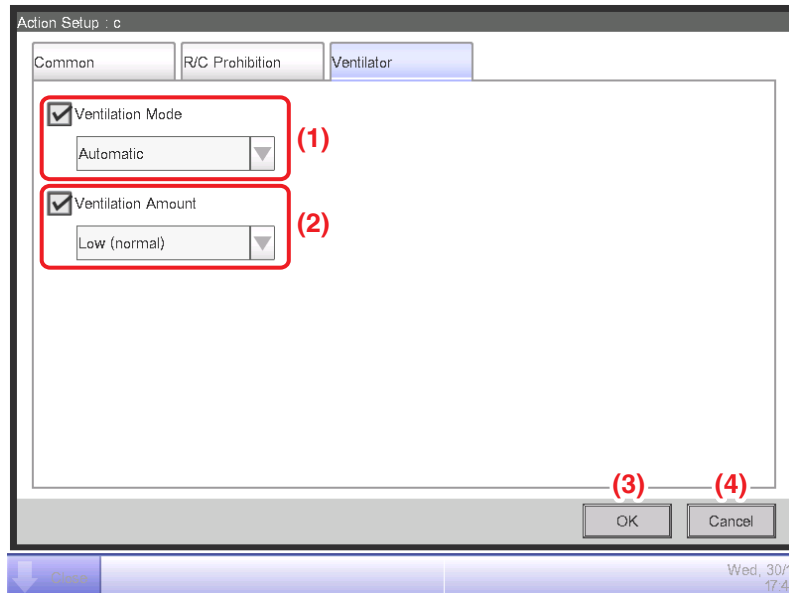 Action Setup : c
Common R/C Prohibition Ventilator
Ventilation Mode
Automatic
(1)
Ventilation Amount
Low (normal)
(2)
(3) (4)
OK Cancel
Close
Wed, 30/
17:4